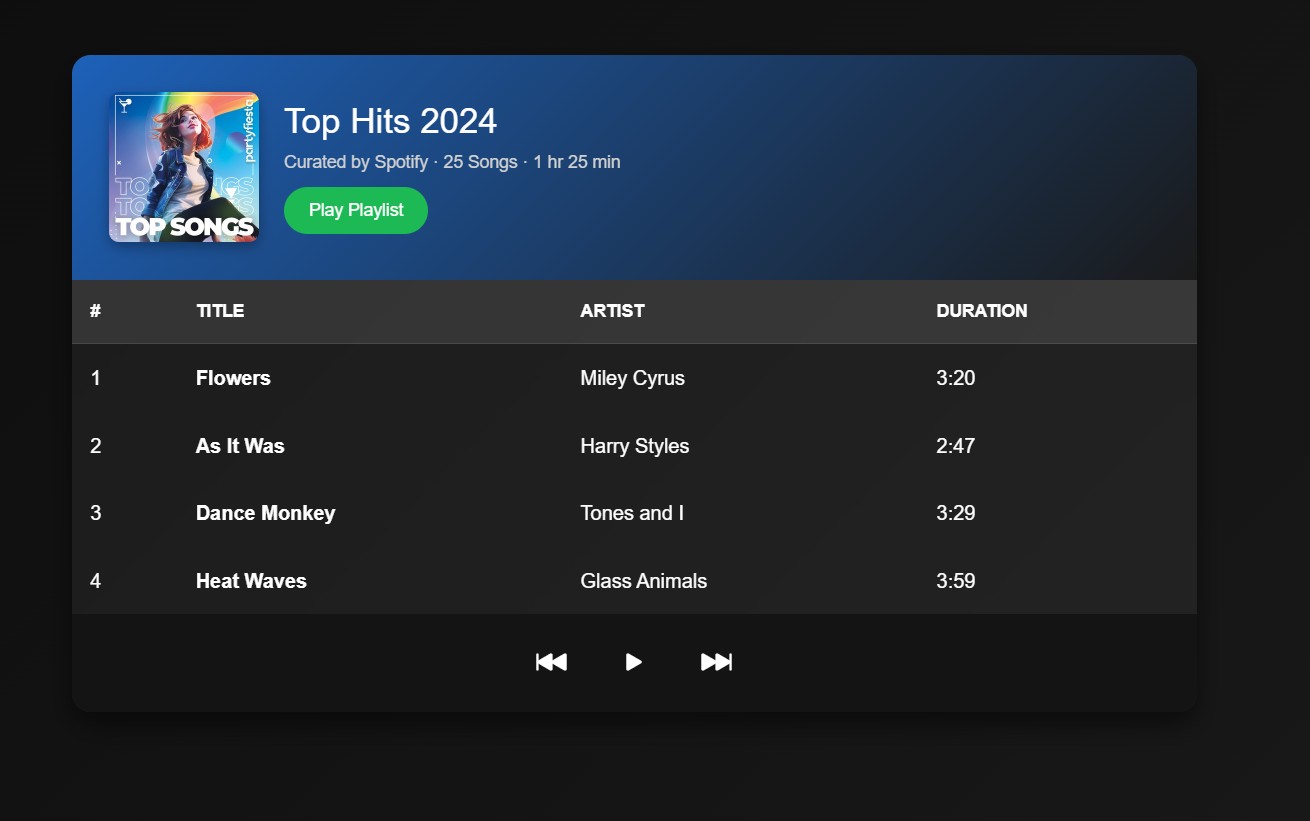 partyfiesta
TOP SONGS
Top Hits 2024
Curated by Spotify · 25 Songs · 1 hr 25 min
Play Playlist
# TITLE ARTIST DURATION
1 Flowers Miley Cyrus 3:20
2 As It Was Harry Styles 2:47
3 Dance Monkey Tones and I 3:29
4 Heat Waves Glass Animals 3:59